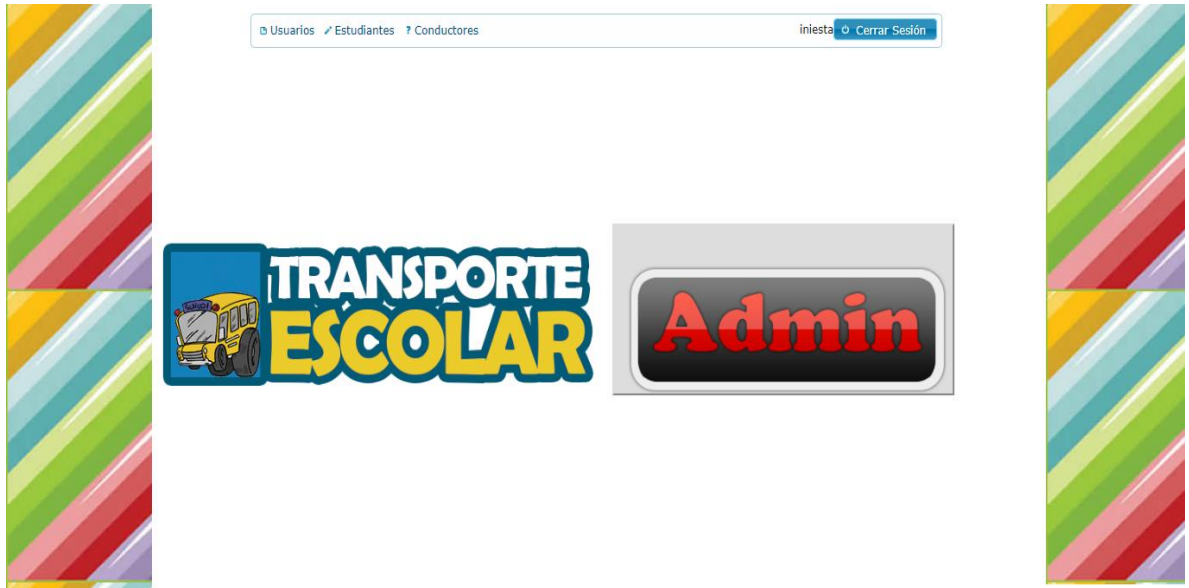 Usuarios Estudiantes ? Conductores iniesta Cerrar Sesión
TRANSPORTE
ESCOLAR
Admin